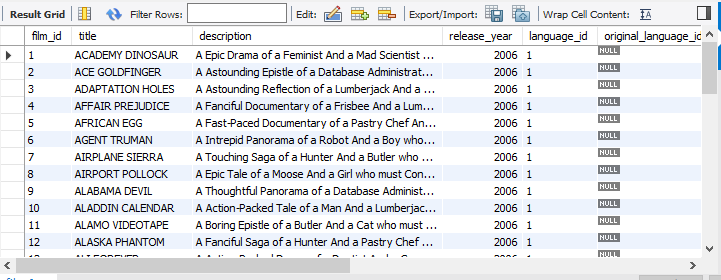 Result Grid Filter Rows: Edit: Export/Import: Wrap Cell Content:
film_id title description release_year language_id original_language_id
1 ACADEMY DINOSAUR A Epic Drama of a Feminist And a Mad Scientist ... 2006 1 NULL
2 ACE GOLDFINGER A Astounding Epistle of a Database Administrat... 2006 1 NULL
3 ADAPTATION HOLES A Astounding Reflection of a Lumberjack And a ... 2006 1 NULL
4 AFFAIR PREJUDICE A Fanciful Documentary of a Frisbee And a Lum... 2006 1 NULL
5 AFRICAN EGG A Fast-Paced Documentary of a Pastry Chef An... 2006 1 NULL
6 AGENT TRUMAN A Intrepid Panorama of a Robot And a Boy who... 2006 1 NULL
7 AIRPLANE SIERRA A Touching Saga of a Hunter And a Butler who ... 2006 1 NULL
8 AIRPORT POLLOCK A Epic Tale of a Moose And a Girl who must Con... 2006 1 NULL
9 ALABAMA DEVIL A Thoughtful Panorama of a Database Administ... 2006 1 NULL
10 ALADDIN CALENDAR A Action-Packed Tale of a Man And a Lumberjac... 2006 1 NULL
11 ALAMO VIDEOTAPE A Boring Epistle of a Butler And a Cat who must... 2006 1 NULL
12 ALASKA PHANTOM A Fanciful Saga of a Hunter And a Pastry Chef ... 2006 1 NULL